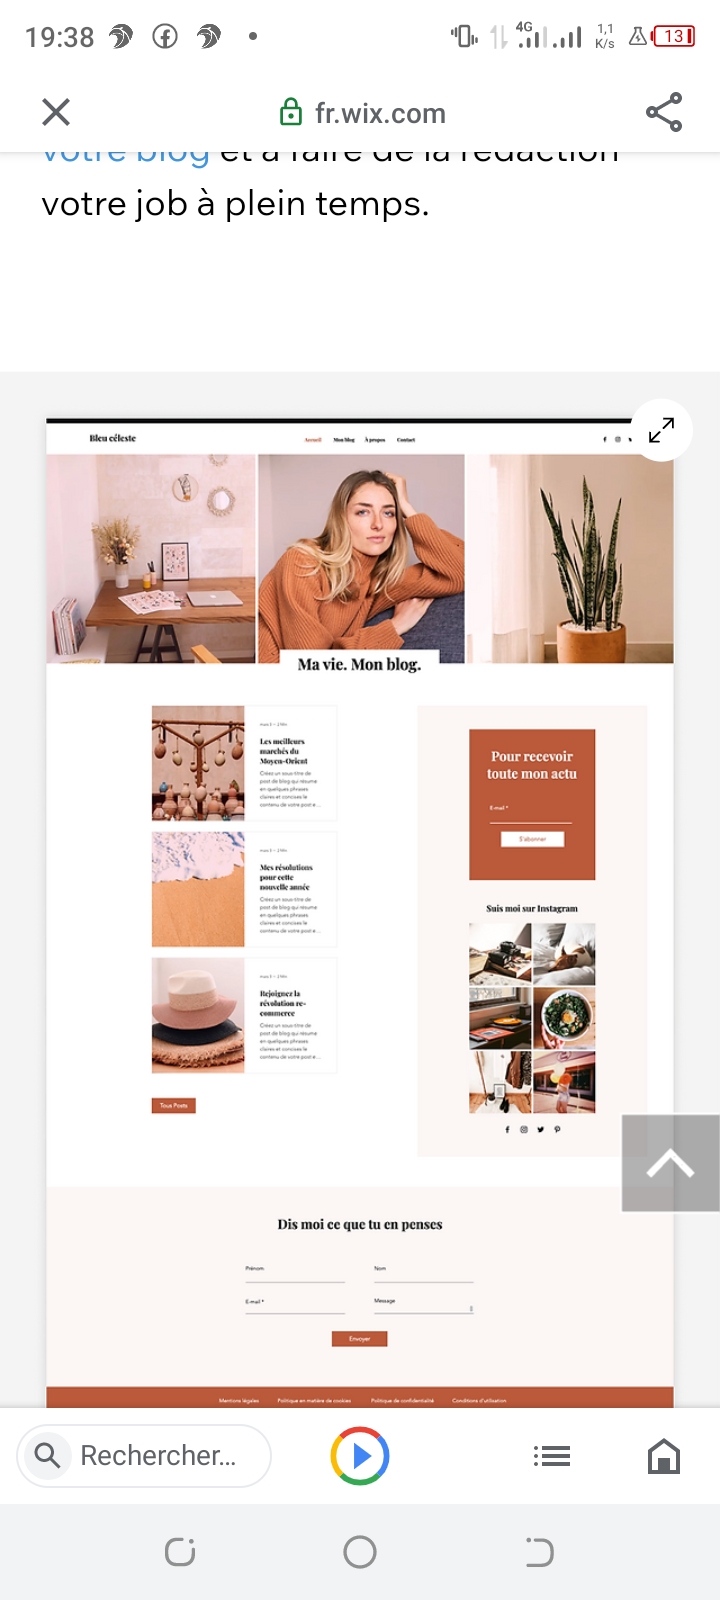 19:38
4G
1,1
K/s
13
fr.wix.com
votre blog et à faire de la rédaction
votre job à plein temps.
Bleu céleste
Accueil Mon blog À propos Contact
Ma vie. Mon blog.
Les meilleurs
marchés du
Moyen-Orient
Créez un sous-titre de
post de blog qui résume
en quelques phrases
claires et concises le
contenu de votre post e...
Mes résolutions
pour cette
nouvelle année
Créez un sous-titre de
post de blog qui résume
en quelques phrases
claires et concises le
contenu de votre post e...
Rejoignez la
révolution re-
commerce
Créez un sous-titre de
post de blog qui résume
en quelques phrases
claires et concises le
contenu de votre post e...
Tous Posts
Pour recevoir
toute mon actu
E-mail *
S'abonner
Suis moi sur Instagram
Dis moi ce que tu en penses
Prénom Nom
E-mail * Message
Envoyer
Mentions légales Politique en matière de cookies Politique de confidentialité Conditions d'utilisation
Rechercher...